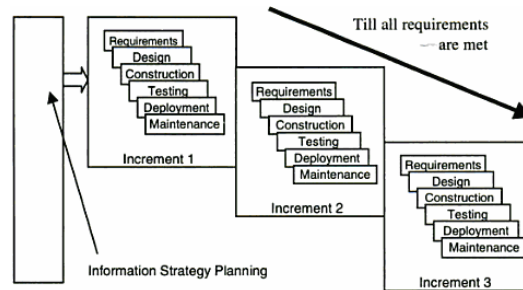 Till all requirements
are met
Requirements
Design
Construction
Testing
Deployment
Maintenance
Increment 1
Requirements
Design
Construction
Testing
Deployment
Maintenance
Increment 2
Requirements
Design
Construction
Testing
Deployment
Maintenance
Increment 3
Information Strategy Planning